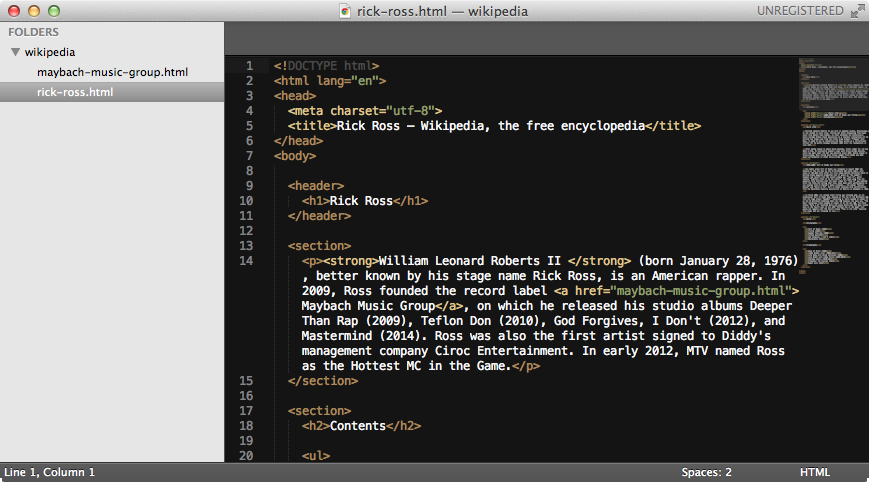 rick-ross.html — wikipedia
UNREGISTERED
FOLDERS
wikipedia
maybach-music-group.html
rick-ross.html
1 <!DOCTYPE html>
2 <html lang="en">
3 <head>
4 <meta charset="utf-8">
5 <title>Rick Ross – Wikipedia, the free encyclopedia</title>
6 </head>
7 <body>
8
9 <header>
10 <h1>Rick Ross</h1>
11 </header>
12
13 <section>
14 <p><strong>William Leonard Roberts II </strong> (born January 28, 1976)
, better known by his stage name Rick Ross, is an American rapper. In
2009, Ross founded the record label <a href="maybach-music-group.html">
Maybach Music Group</a>, on which he released his studio albums Deeper
Than Rap (2009), Teflon Don (2010), God Forgives, I Don't (2012), and
Mastermind (2014). Ross was also the first artist signed to Diddy's
management company Ciroc Entertainment. In early 2012, MTV named Ross
as the Hottest MC in the Game.</p>
15 </section>
16
17 <section>
18 <h2>Contents</h2>
19
20 <ul>
Line 1, Column 1
Spaces: 2
HTML